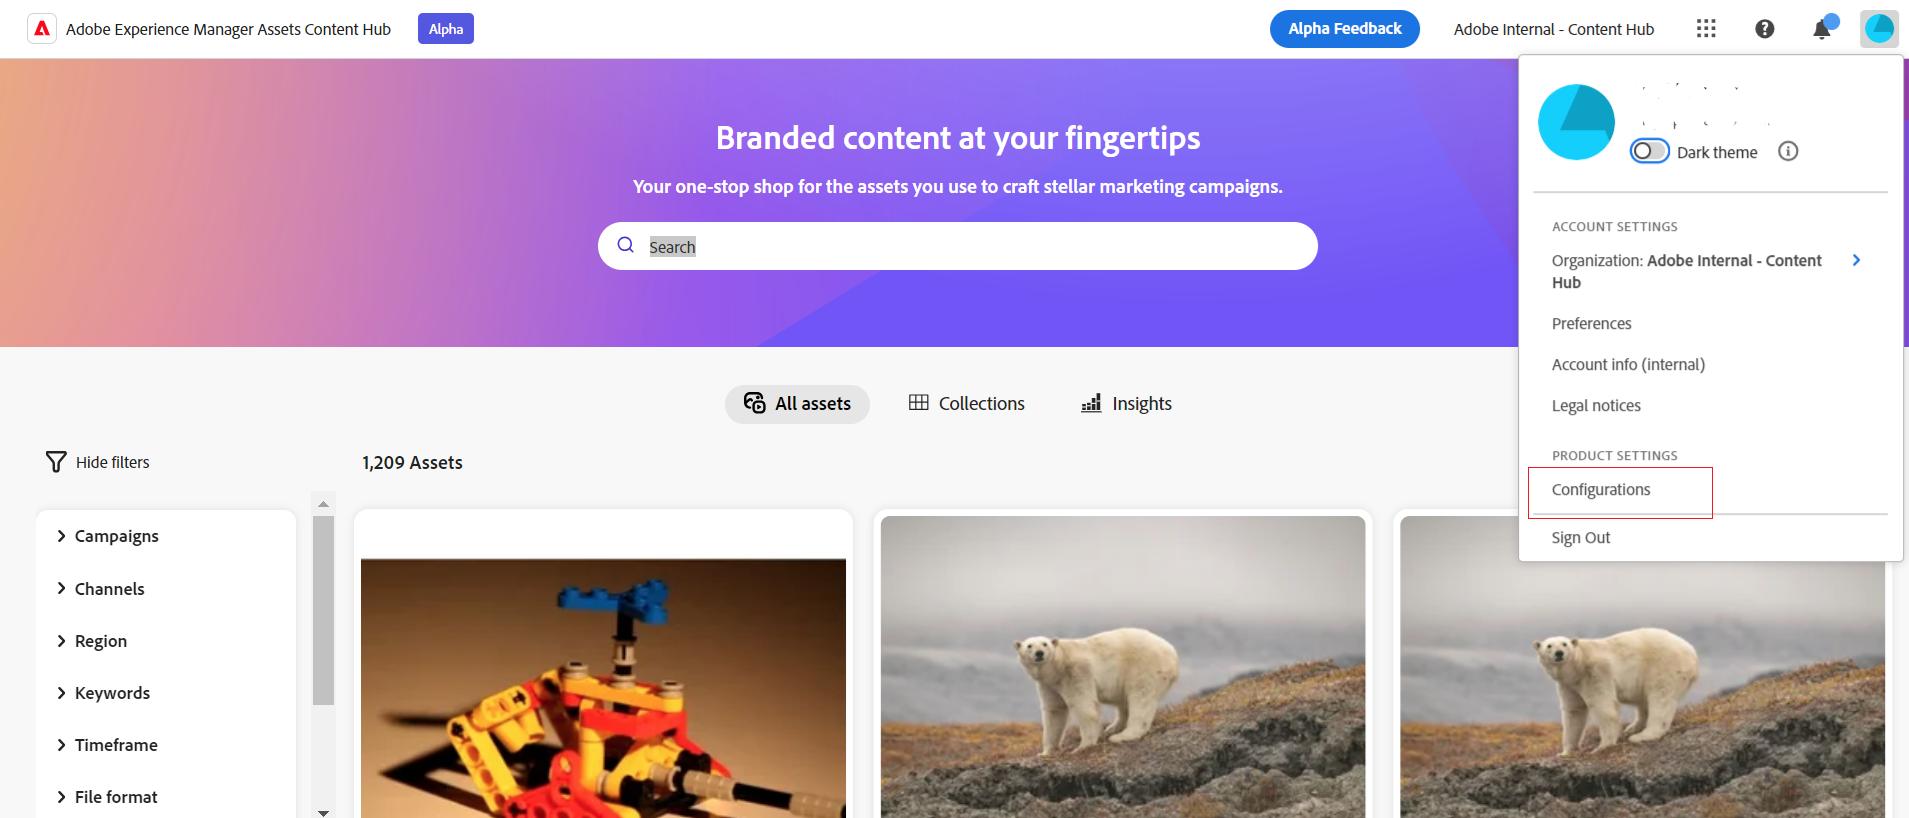 Adobe Experience Manager Assets Content Hub
Alpha
Alpha Feedback
Adobe Internal - Content Hub
Branded content at your fingertips
Your one-stop shop for the assets you use to craft stellar marketing campaigns.
Search
Dark theme
ACCOUNT SETTINGS
Organization: Adobe Internal - Content
Hub
Preferences
Account info (internal)
Legal notices
PRODUCT SETTINGS
Configurations
Sign Out
All assets
Collections
Insights
Hide filters
1,209 Assets
Campaigns
Channels
Region
Keywords
Timeframe
File format